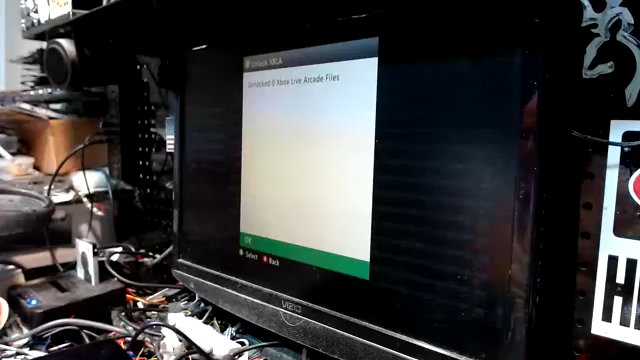 Unlock XBLA
Unlocked 0 Xbox Live Arcade Files
OK
Select Back
VIZIO